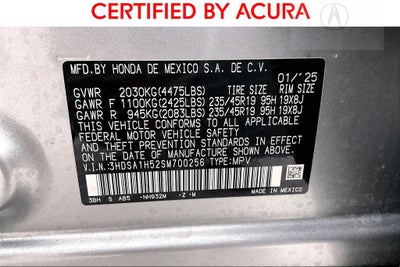 CERTIFIED BY ACURA
MFD.BY HONDA DE MEXICO S.A. DE C.V.
01/'25
GVWR 2030KG(4475LBS) TIRE SIZE RIM SIZE
GAWR F 1100KG(2425LBS) 235/45R19 95H 19X8J
GAWR R 945KG(2083LBS) 235/45R19 95H 19X8J
THIS VEHICLE CONFORMS TO ALL APPLICABLE
FEDERAL MOTOR VEHICLE SAFETY AND
THEFT PREVENTION STANDARDS IN EFFECT ON
THE DATE OF MANUFACTURE SHOWN ABOVE.
V.I.N.:3HDSA1H52SM700256 TYPE:MPV
3BH S AB5 -NH932M -Z -M
MADE IN MEXICO